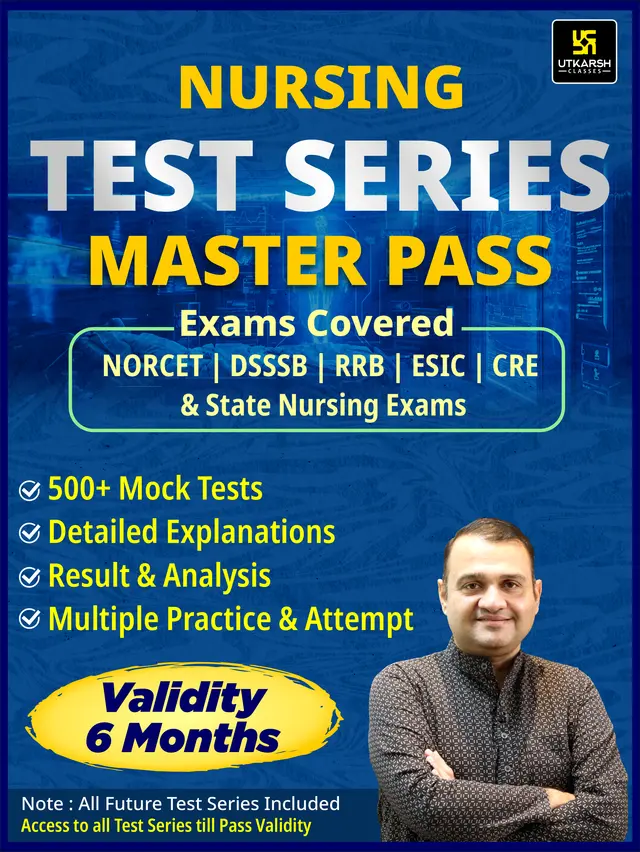 UTKARSH
CLASSES
NURSING
TEST SERIES
MASTER PASS
Exams Covered
NORCET | DSSSB | RRB | ESIC | CRE
& State Nursing Exams
500+ Mock Tests
Detailed Explanations
Result & Analysis
Multiple Practice & Attempt
Validity
6 Months
Note : All Future Test Series Included
Access to all Test Series till Pass Validity